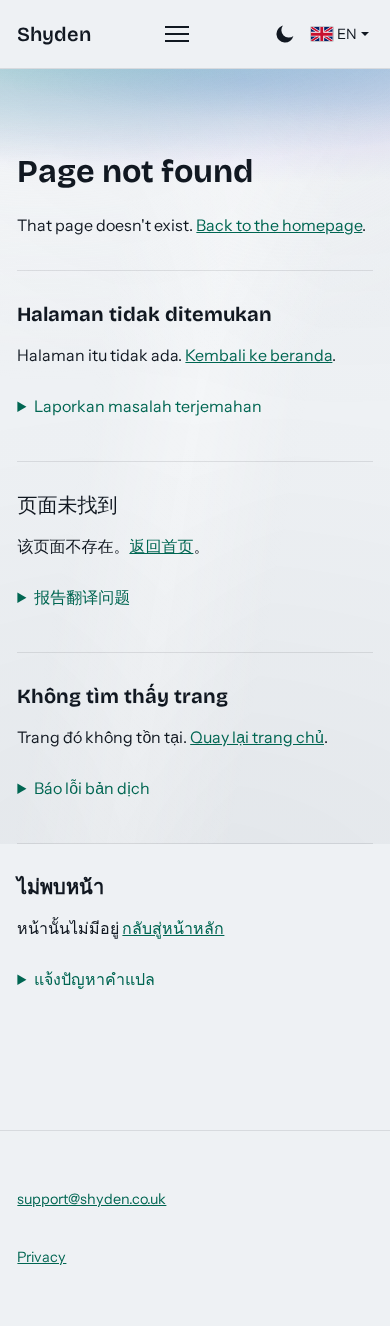 Shyden
EN
Page not found
That page doesn't exist. Back to the homepage.
Halaman tidak ditemukan
Halaman itu tidak ada. Kembali ke beranda.
Laporkan masalah terjemahan
页面未找到
该页面不存在。返回首页。
报告翻译问题
Không tìm thấy trang
Trang đó không tồn tại. Quay lại trang chủ.
Báo lỗi bản dịch
ไม่พบหน้า
หน้านั้นไม่มีอยู่ กลับสู่หน้าหลัก
แจ้งปัญหาคำแปล
support@shyden.co.uk
Privacy